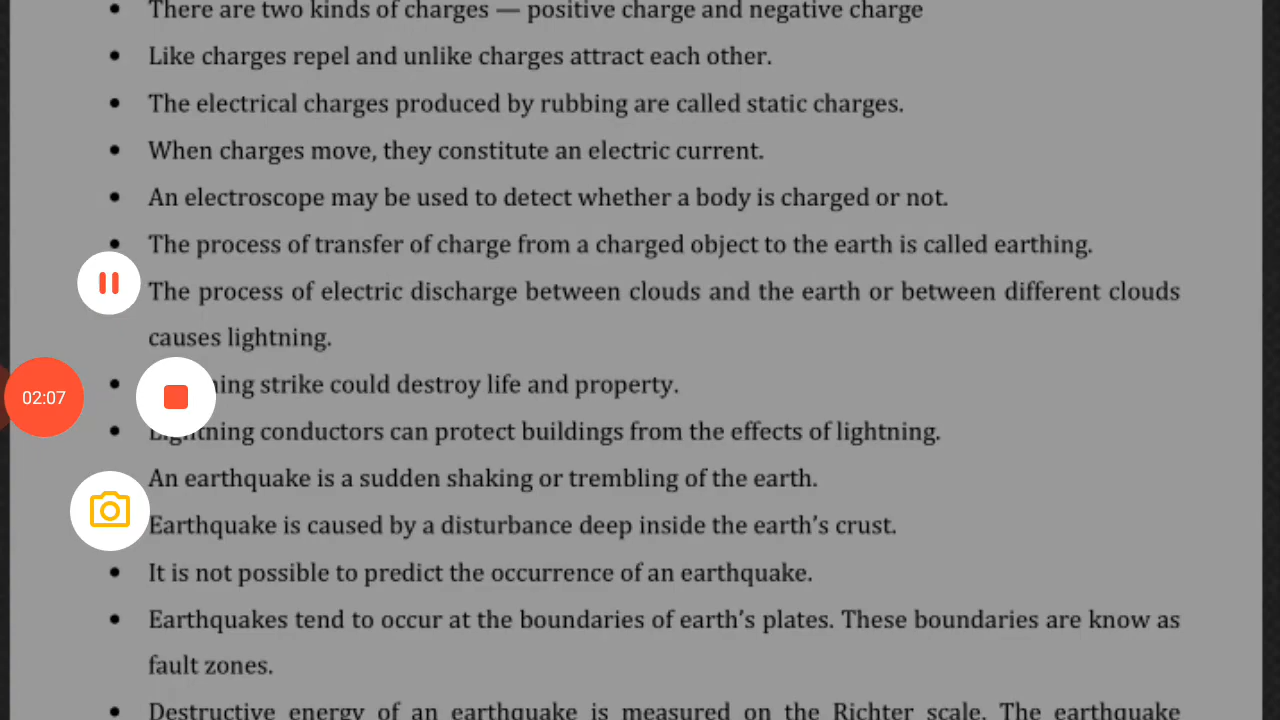 • There are two kinds of charges — positive charge and negative charge
• Like charges repel and unlike charges attract each other.
• The electrical charges produced by rubbing are called static charges.
• When charges move, they constitute an electric current.
• An electroscope may be used to detect whether a body is charged or not.
• The process of transfer of charge from a charged object to the earth is called earthing.
The process of electric discharge between clouds and the earth or between different clouds
causes lightning.
• strike could destroy life and property.
02:07
• Lightning conductors can protect buildings from the effects of lightning.
An earthquake is a sudden shaking or trembling of the earth.
Earthquake is caused by a disturbance deep inside the earth's crust.
• It is not possible to predict the occurrence of an earthquake.
• Earthquakes tend to occur at the boundaries of earth's plates. These boundaries are know as
fault zones.
• Destructive energy of an earthquake is measured on the Richter scale. The earthquake